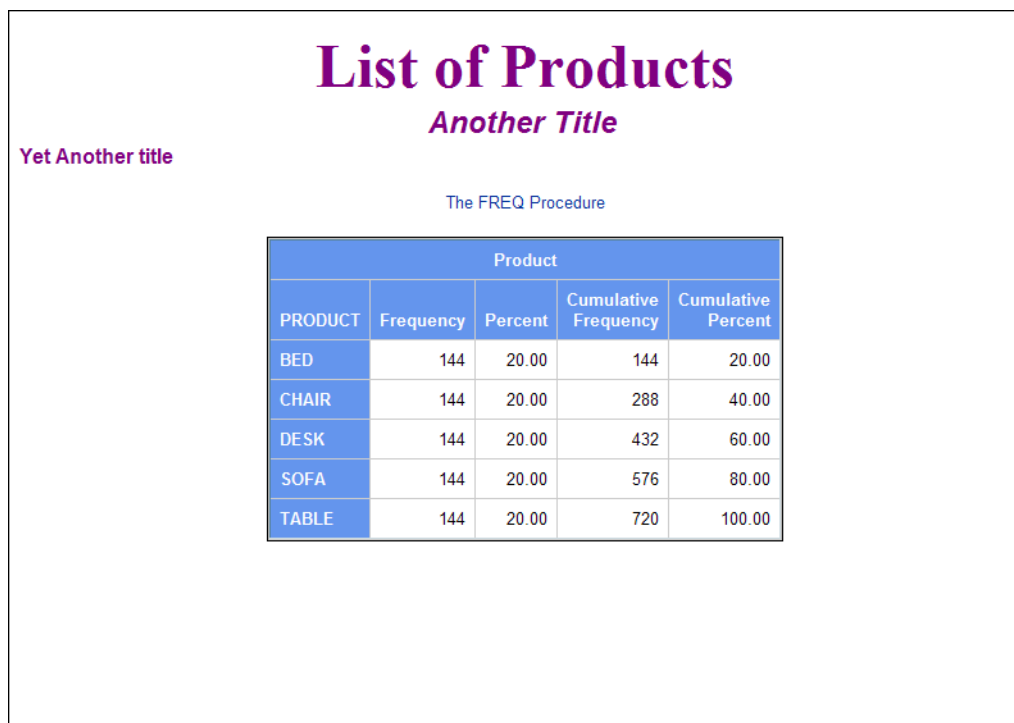 List of Products
Another Title
Yet Another title
The FREQ Procedure
Product
PRODUCT Frequency Percent Cumulative Frequency Cumulative Percent
BED 144 20.00 144 20.00
CHAIR 144 20.00 288 40.00
DESK 144 20.00 432 60.00
SOFA 144 20.00 576 80.00
TABLE 144 20.00 720 100.00